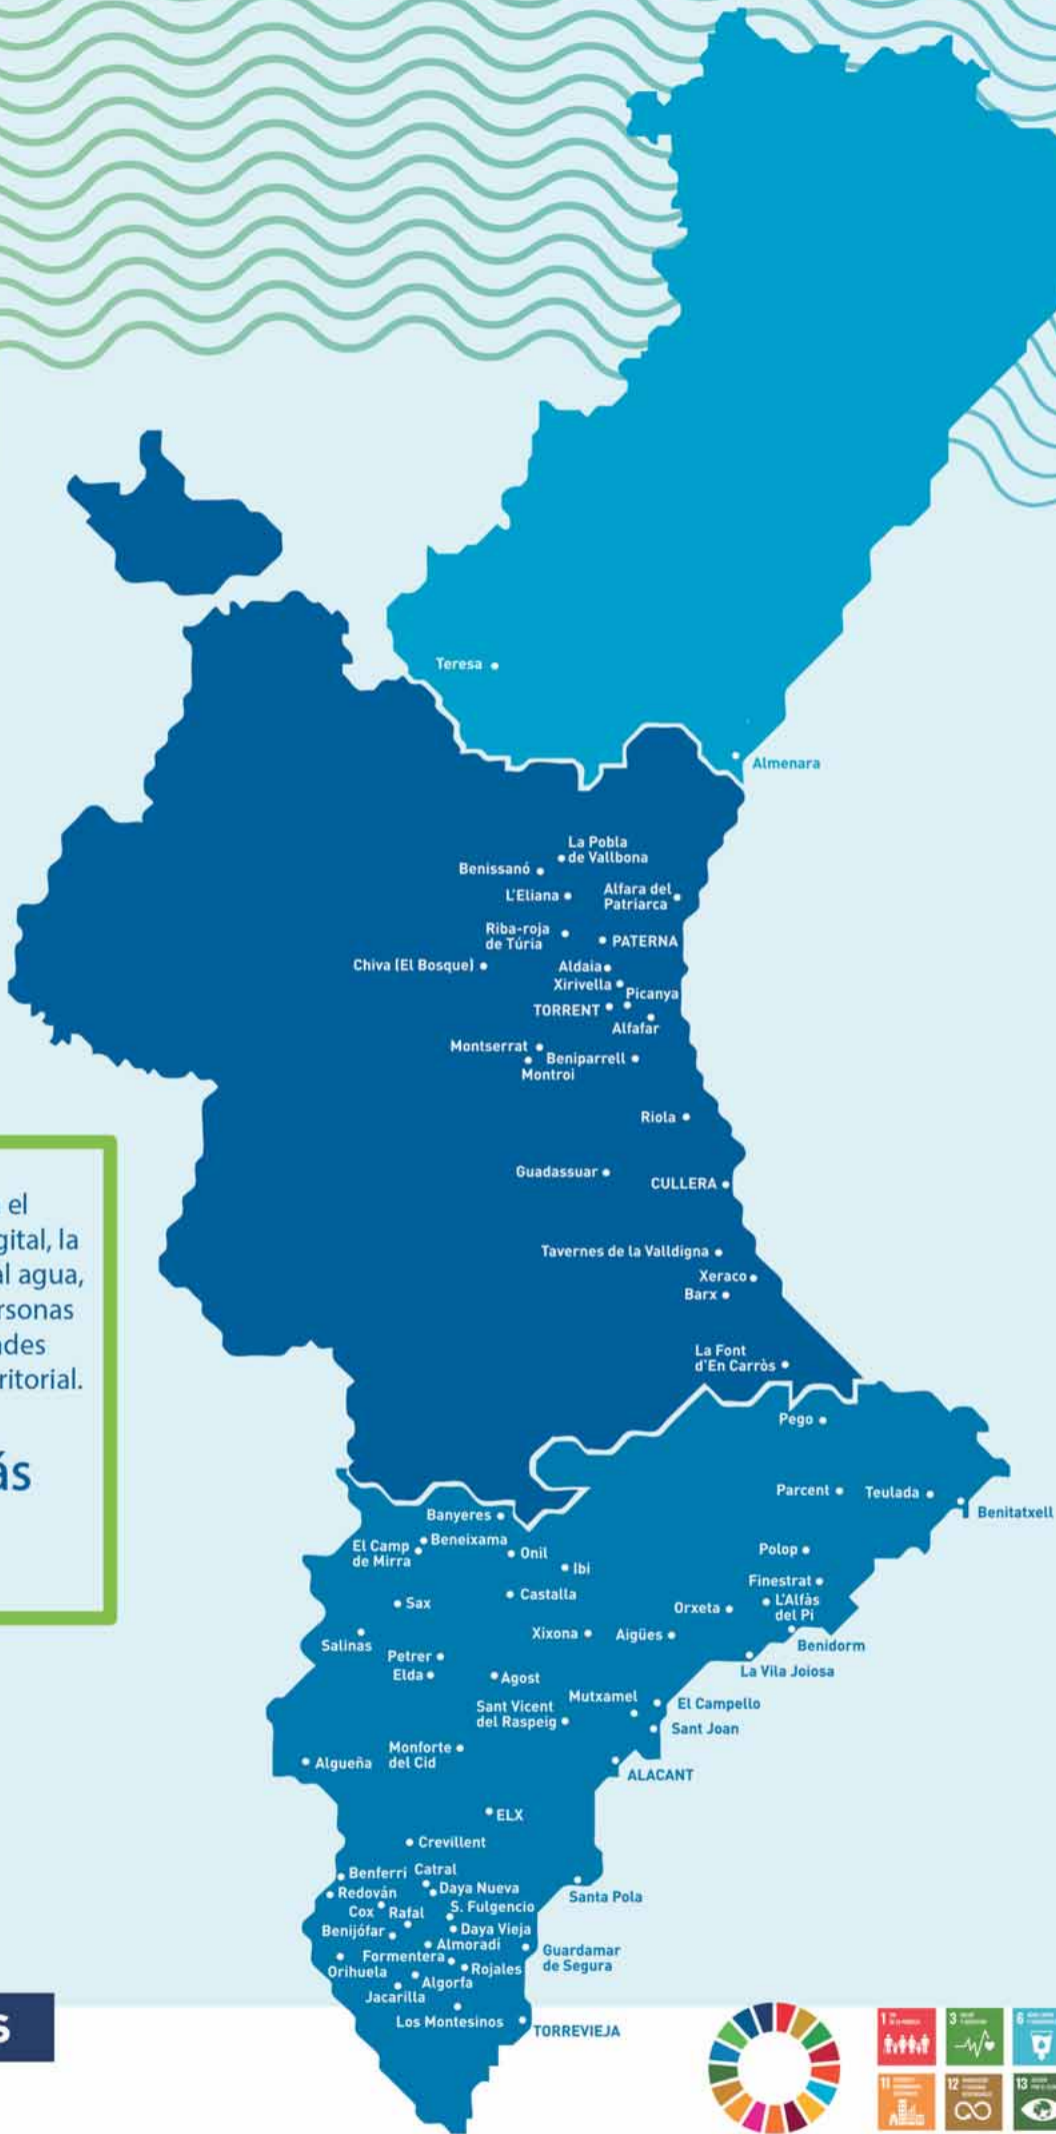 Teresa
Almenara
La Pobla
de Vallbona
Benissanó
L'Eliana
Alfara del
Patriarca
Riba-roja
de Túria
PATERNA
Chiva (El Bosque)
Aldaia
Xirivella
Picanya
TORRENT
Alfafar
Montserrat
Beniparrell
Montroi
Riola
Guadassuar
CULLERA
Tavernes de la Valldigna
Xeraco
Barx
La Font
d'En Carròs
el
gital, la
al agua,
rsonas
ades
ritorial.
ás
Pego
Parcent
Teulada
Benitatxell
Banyeres
Beneixama
El Camp
de Mirra
Onil
Ibi
Polop
Finestrat
Castalla
Sax
L'Alfàs
del Pi
Orxeta
Xixona
Aigües
Salinas
Benidorm
Petrer
La Vila Joiosa
Elda
Agost
Mutxamel
El Campello
Sant Vicent
del Raspeig
Sant Joan
Monforte
del Cid
Algueña
ALACANT
ELX
Crevillent
Benferri
Catral
Redován
Daya Nueva
Santa Pola
Cox
Rafal
S. Fulgencio
Benijófar
Daya Vieja
Almoradí
Guardamar
de Segura
Formentera
Orihuela
Rojales
Algorfa
Jacarilla
Los Montesinos
TORREVIEJA
S
1
3
6
11
12
13